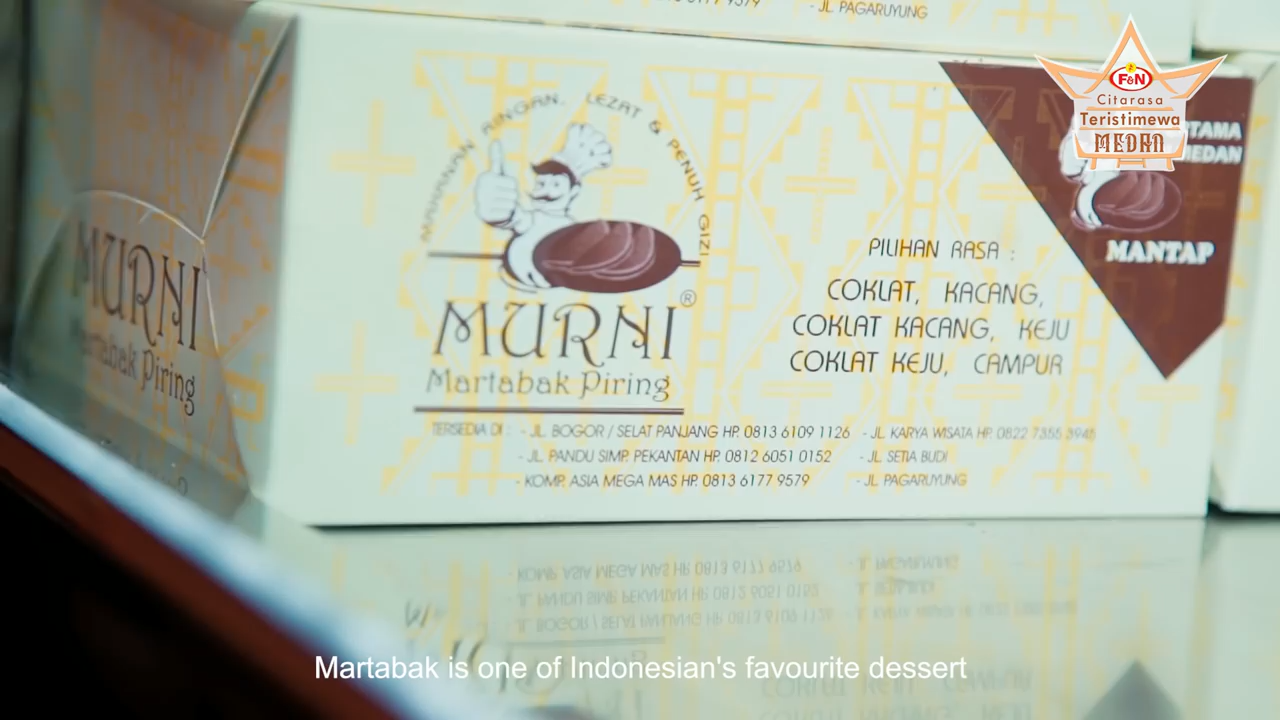 - JL. PAGARUYUNG
F&N
Citarasa
Teristimewa
MEDAN
MAKANAN RINGAN, LEZAT & PENUH GIZI
MURNI®
Martabak Piring
PILIHAN RASA :
COKLAT, KACANG,
COKLAT KACANG, KEJU
COKLAT KEJU, CAMPUR
MANTAP
TERSEDIA DI : - JL. BOGOR / SELAT PANJANG HP. 0813 6109 1126 - JL. KARYA WISATA HP. 0822 7355 3945
- JL. PANDU SIMP. PEKANTAN HP. 0812 6051 0152 - JL. SETIA BUDI
- KOMP. ASIA MEGA MAS HP. 0813 6177 9579 - JL. PAGARUYUNG
MURNI
Martabak Piring
Martabak is one of Indonesian's favourite dessert